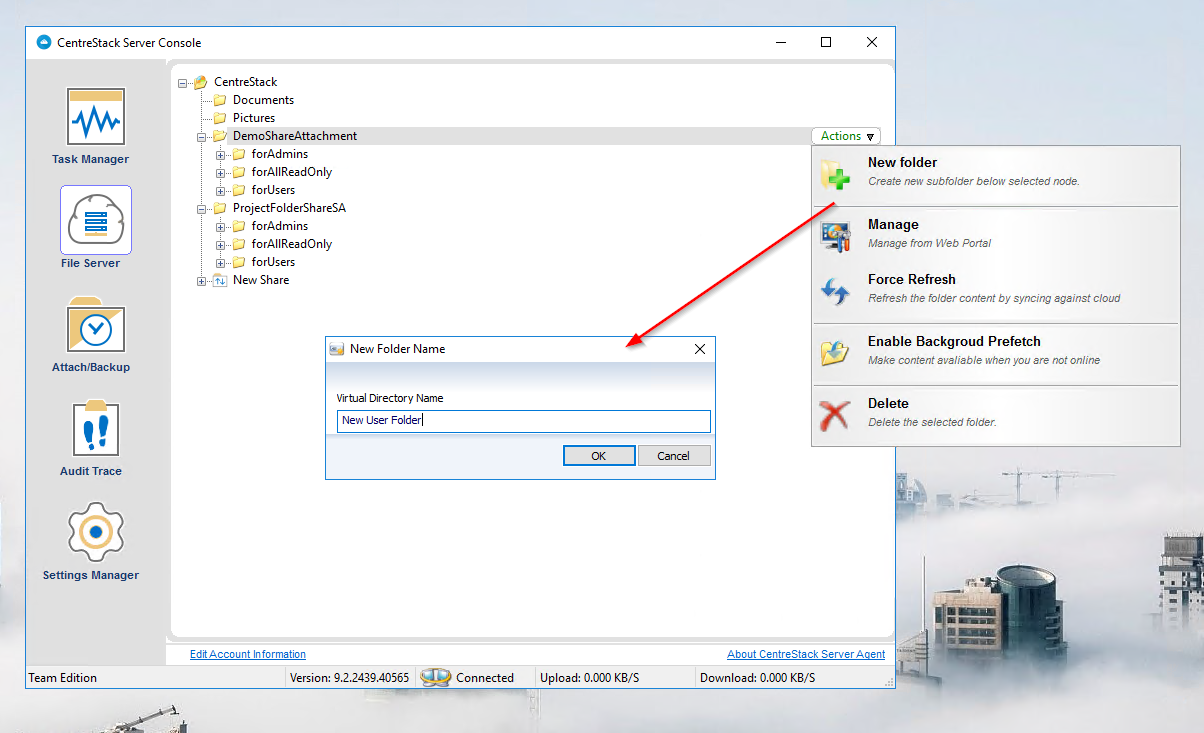 CentreStack Server Console
Task Manager
File Server
Attach/Backup
Audit Trace
Settings Manager
CentreStack
Documents
Pictures
DemoShareAttachment
Actions
forAdmins
forAllReadOnly
forUsers
ProjectFolderShareSA
forAdmins
forAllReadOnly
forUsers
New Share
New folder
Create new subfolder below selected node.
Manage
Manage from Web Portal
Force Refresh
Refresh the folder content by syncing against cloud
Enable Backgroud Prefetch
Make content avaliable when you are not online
Delete
Delete the selected folder.
New Folder Name
Virtual Directory Name
New User Folder
OK
Cancel
Edit Account Information
About CentreStack Server Agent
Team Edition
Version: 9.2.2439.40565
Connected
Upload: 0.000 KB/S
Download: 0.000 KB/S